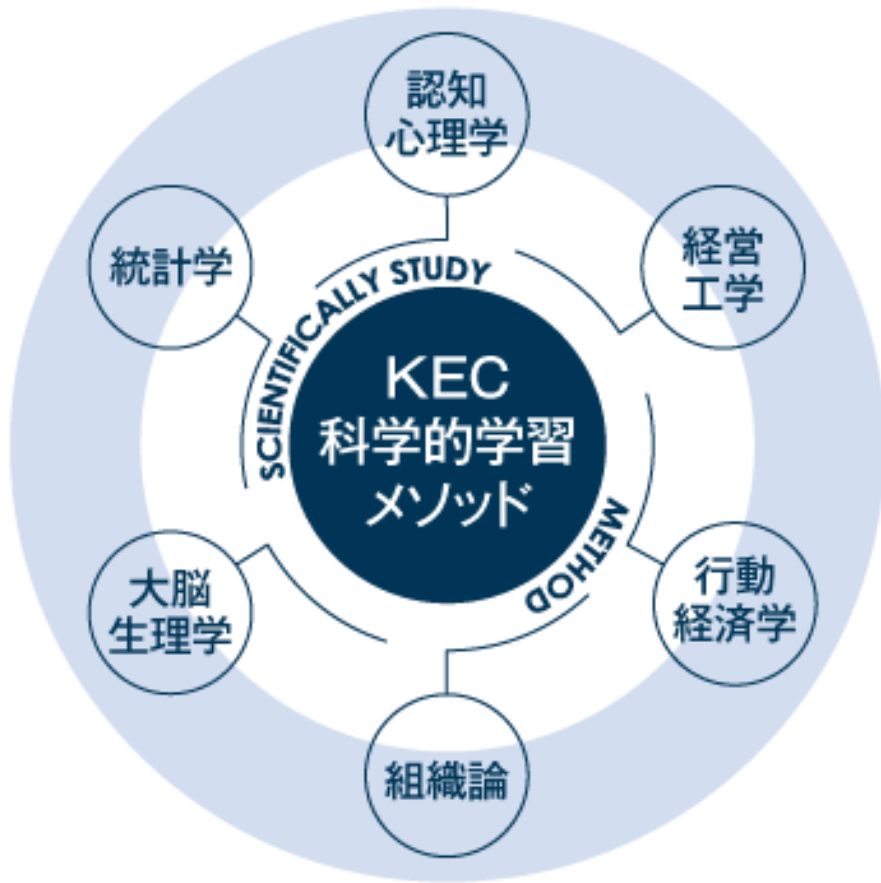 認知
心理学
統計学
経営
工学
SCIENTIFICALLY STUDY
KEC
科学的学習
メソッド
METHOD
大脳
生理学
行動
経済学
組織論